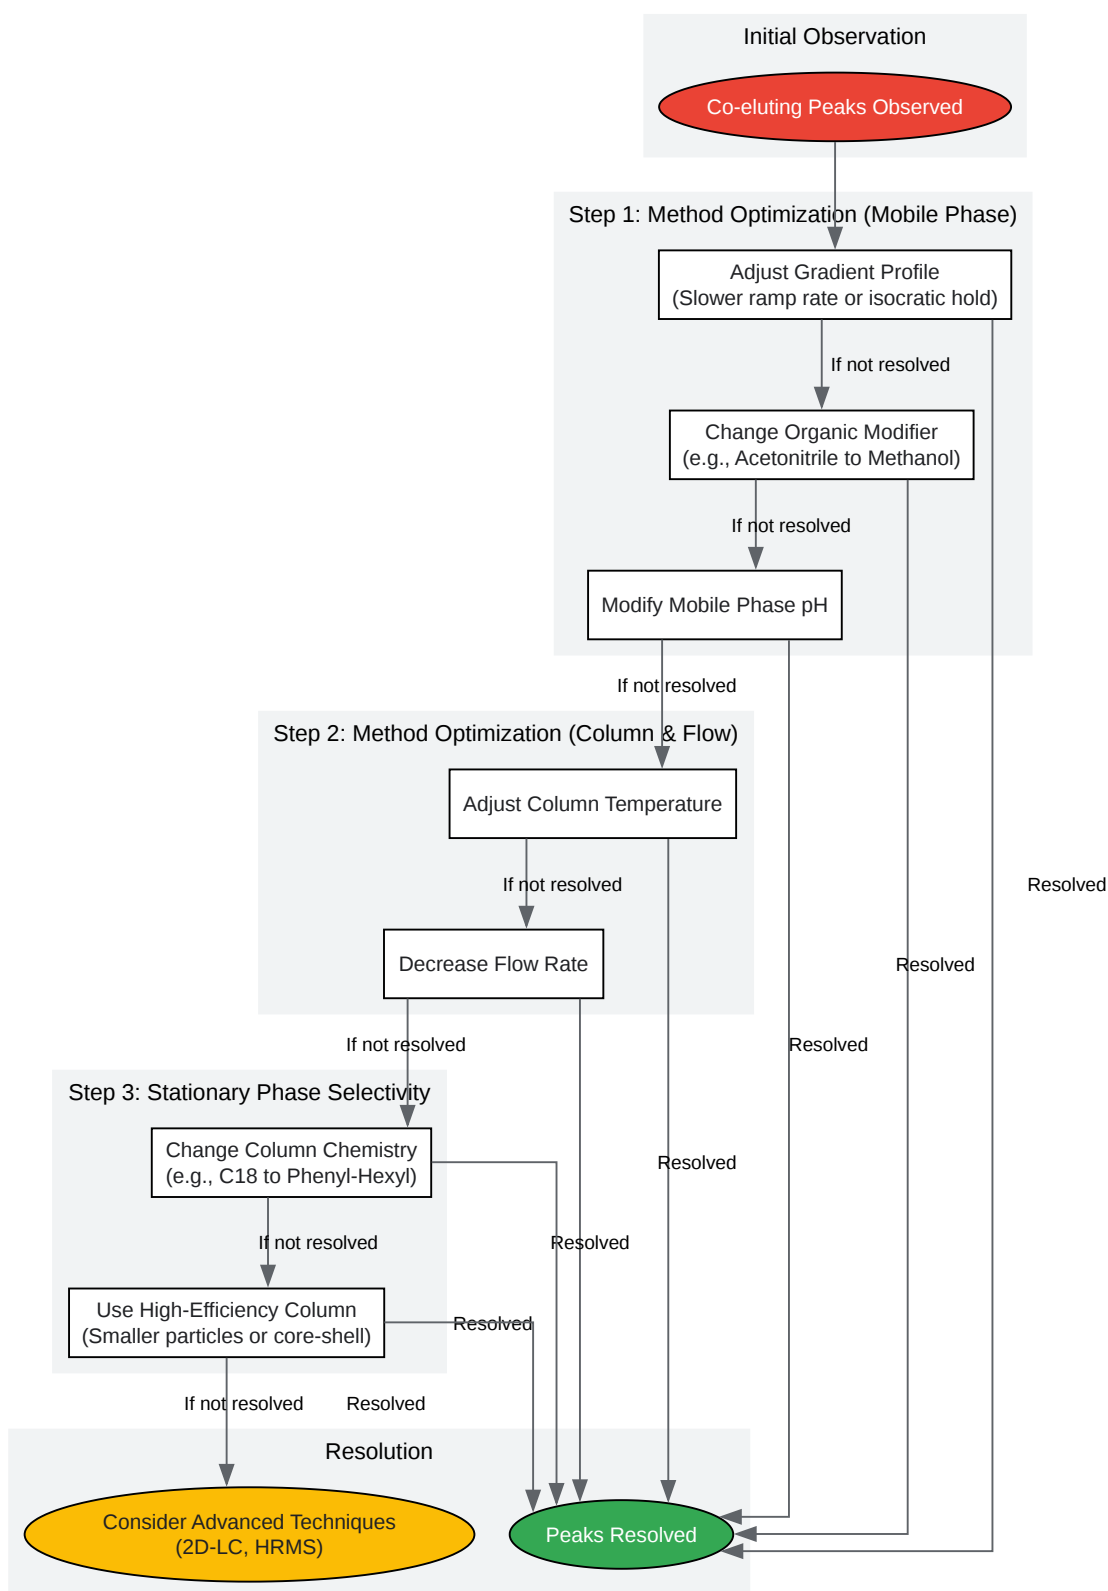 Initial Observation
Co-eluting Peaks Observed
Step 1: Method Optimization (Mobile Phase)
Adjust Gradient Profile
(Slower ramp rate or isocratic hold)
If not resolved
Change Organic Modifier
(e.g., Acetonitrile to Methanol)
If not resolved
Modify Mobile Phase pH
If not resolved
Step 2: Method Optimization (Column & Flow)
Adjust Column Temperature
If not resolved
Resolved
Decrease Flow Rate
Resolved
If not resolved
Resolved
Step 3: Stationary Phase Selectivity
Change Column Chemistry
(e.g., C18 to Phenyl-Hexyl)
Resolved
If not resolved
Resolved
Use High-Efficiency Column
(Smaller particles or core-shell)
Resolved
If not resolved
Resolved
Resolution
Consider Advanced Techniques
(2D-LC, HRMS)
Peaks Resolved